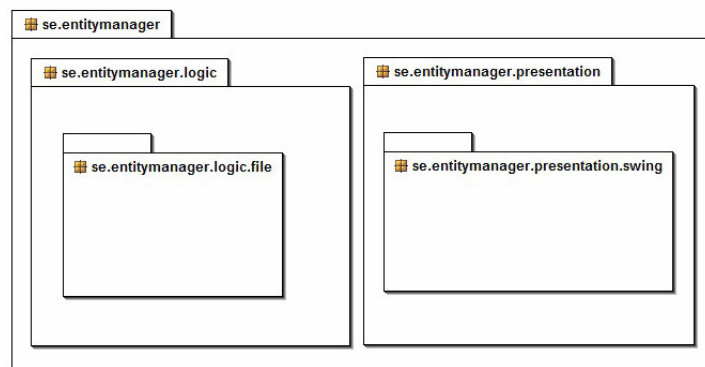 se.entitymanager
se.entitymanager.logic
se.entitymanager.presentation
se.entitymanager.logic.file
se.entitymanager.presentation.swing